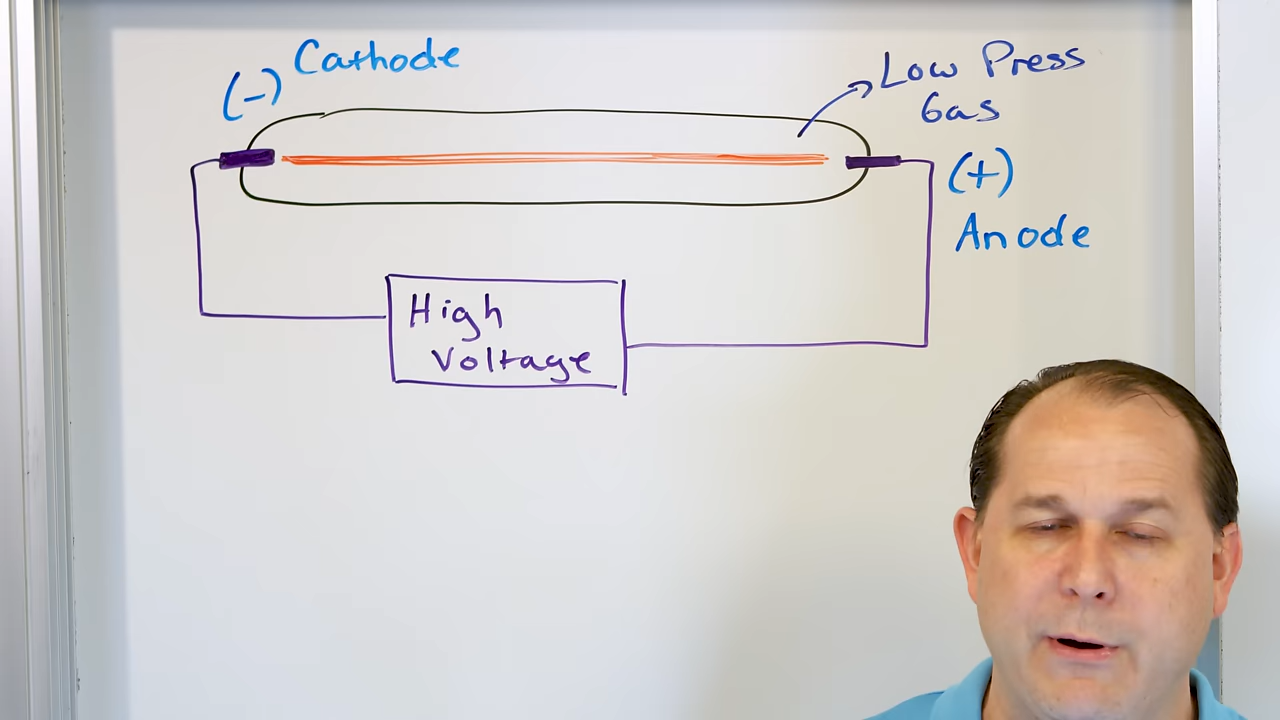 Cathode
(-)
Low Press
Gas
(+)
Anode
High
Voltage